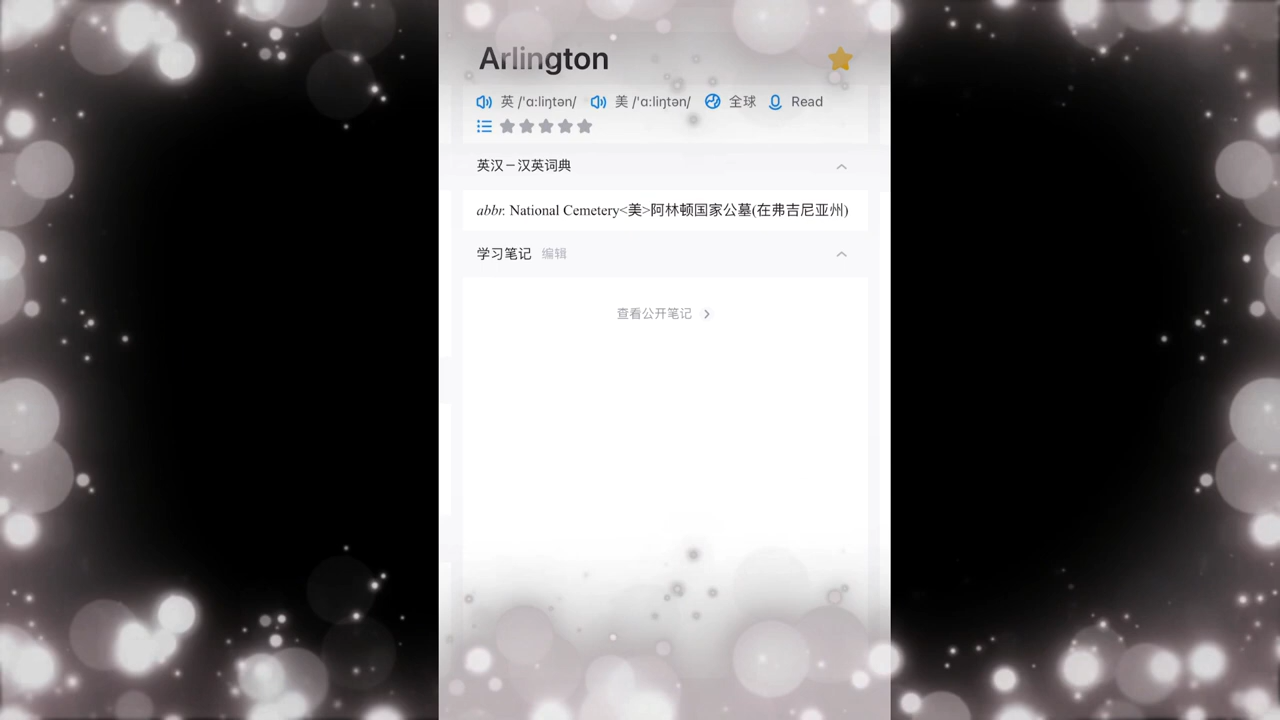 Arlington
英 /'ɑ:liŋtən/ 美 /'ɑ:liŋtən/ 全球 Read
英汉－汉英词典
abbr. National Cemetery<美>阿林顿国家公墓(在弗吉尼亚州)
学习笔记 编辑
查看公开笔记